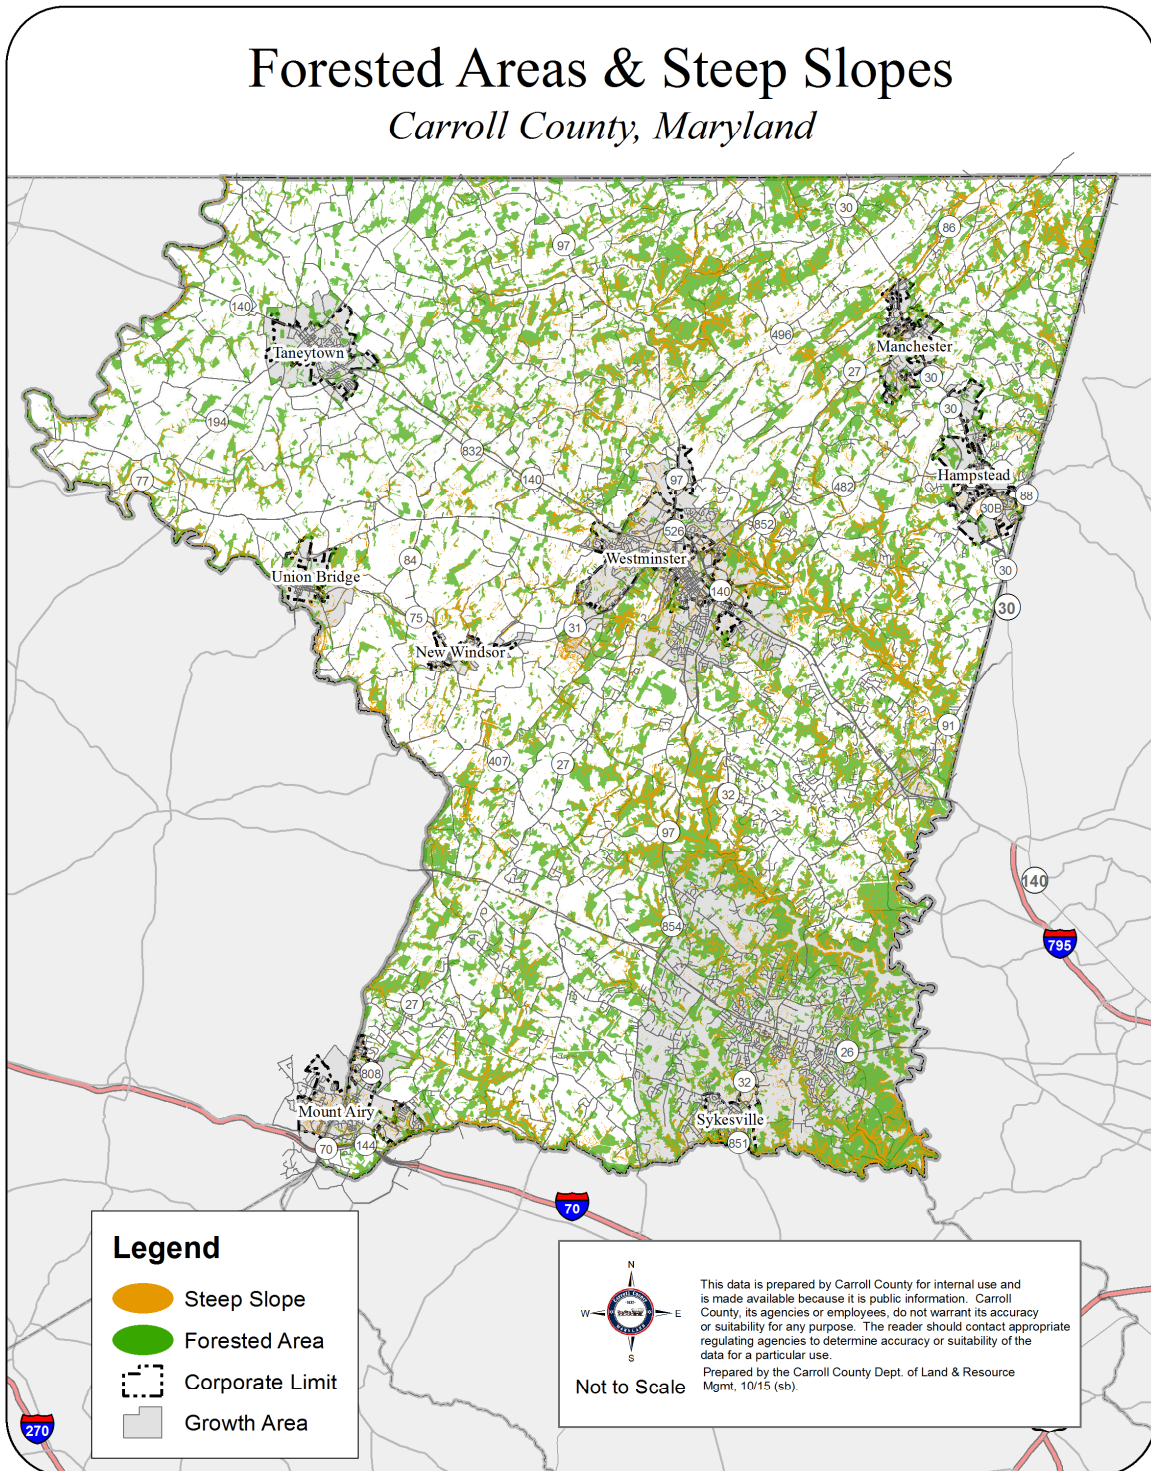 Forested Areas & Steep Slopes
Carroll County, Maryland
30
86
97
140
Taneytown
496
Manchester
27
30
30
194
832
Hampstead
77
140
97
482
88
30B
526
852
Westminster
84
Union Bridge
30
140
30
75
31
New Windsor
91
407
27
32
97
140
854
795
27
26
808
32
Mount Airy
Sykesville
70
144
851
70
Legend
Steep Slope
Forested Area
Corporate Limit
Growth Area
N
W
E
S
Not to Scale
This data is prepared by Carroll County for internal use and
is made available because it is public information. Carroll
County, its agencies or employees, do not warrant its accuracy
or suitability for any purpose. The reader should contact appropriate
regulating agencies to determine accuracy or suitability of the
data for a particular use.
Prepared by the Carroll County Dept. of Land & Resource
Mgmt, 10/15 (sb).
270